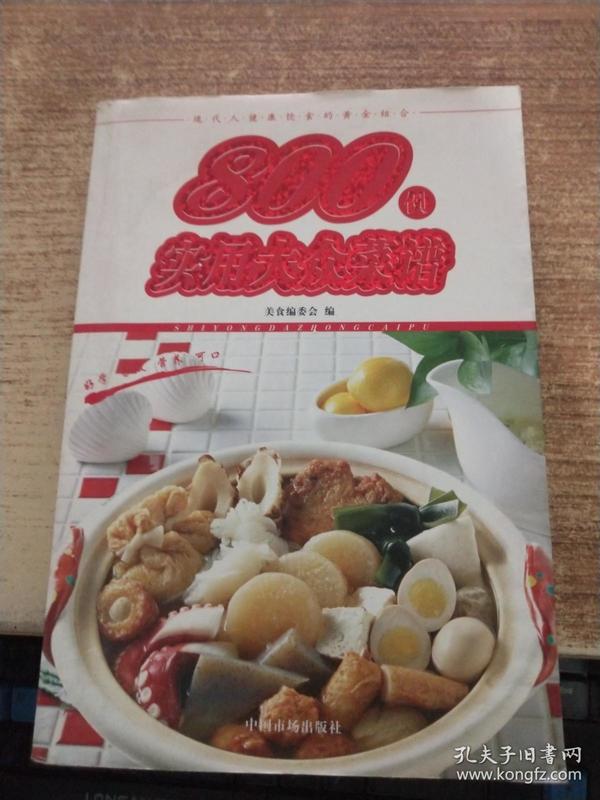 现·代·人·健·康·饮·食·的·黄·金·组·合
800例
实用大众菜谱
美食编委会 编
SHIYONGDAZHONGCAIPU
好学 营养 可口
中国市场出版社
孔夫子旧书网
www.kongfz.com